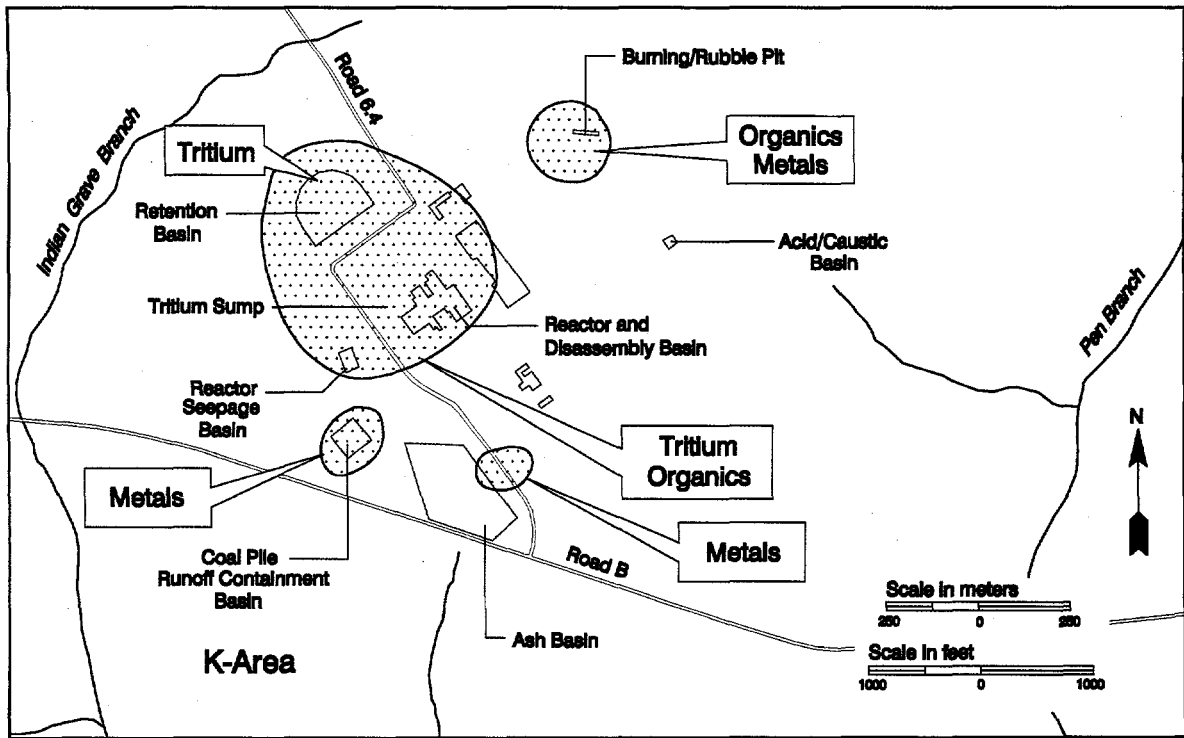 Burning/Rubble Pit
Road 6.4
Indian Grave Branch
Tritium
Organics
Metals
Retention
Basin
Acid/Caustic
Basin
Pen Branch
Tritium Sump
Reactor and
Disassembly Basin
Reactor
Seepage
Basin
N
Tritium
Organics
Metals
Metals
Coal Pile
Runoff Containment
Basin
Road B
Ash Basin
K-Area
Scale in meters
250 0 250
Scale in feet
1000 0 1000